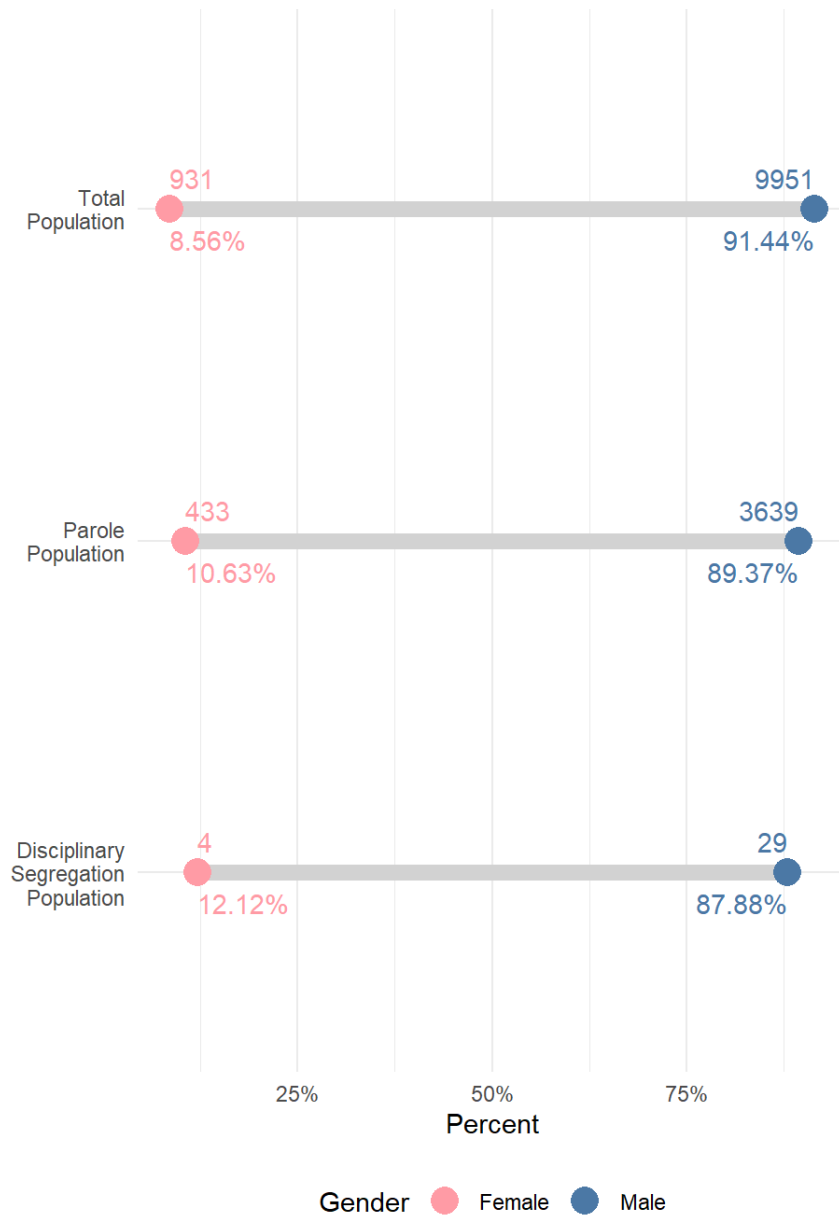 931
9951
Total
Population
8.56%
91.44%
433
3639
Parole
Population
10.63%
89.37%
4
29
Disciplinary
Segregation
Population
12.12%
87.88%
25%
50%
75%
Percent
Gender
Female
Male